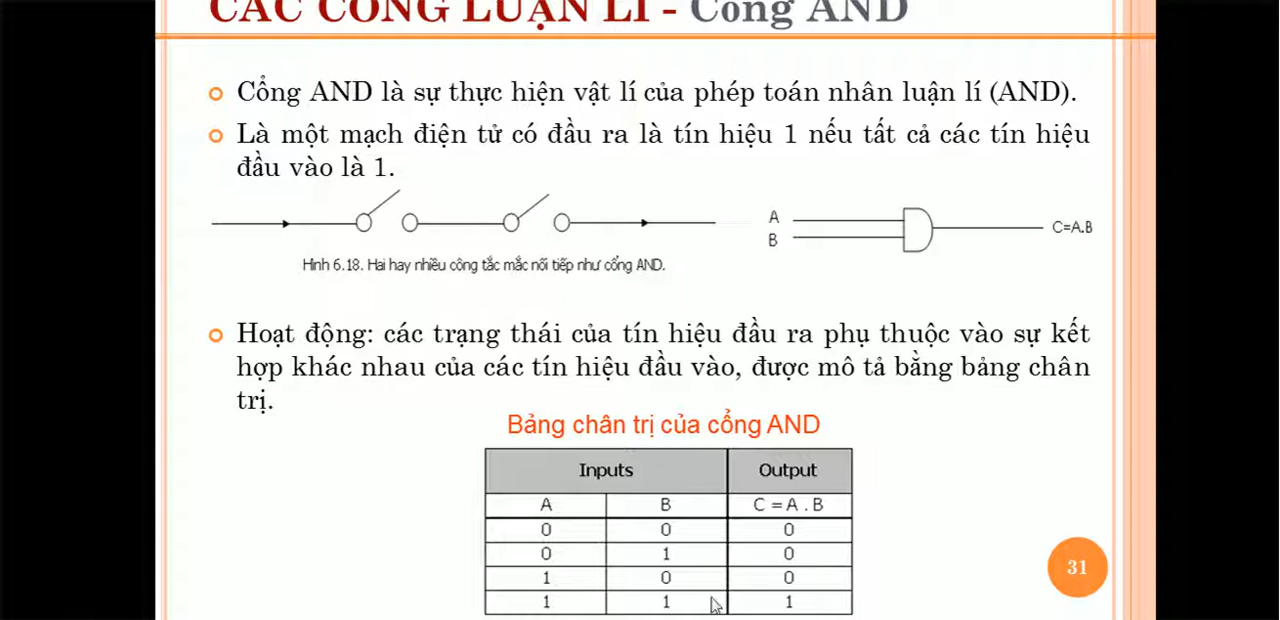 CÁC CỔNG LUẬN LÍ - Cổng AND
Cổng AND là sự thực hiện vật lí của phép toán nhân luận lí (AND).
Là một mạch điện tử có đầu ra là tín hiệu 1 nếu tất cả các tín hiệu
đầu vào là 1.
A
B
C=A.B
Hình 6.18. Hai hay nhiều công tắc mắc nối tiếp như cổng AND.
Hoạt động: các trạng thái của tín hiệu đầu ra phụ thuộc vào sự kết
hợp khác nhau của các tín hiệu đầu vào, được mô tả bằng bảng chân
trị.
Bảng chân trị của cổng AND
Inputs Output
A B C = A . B
0 0 0
0 1 0
1 0 0
1 1 1
31